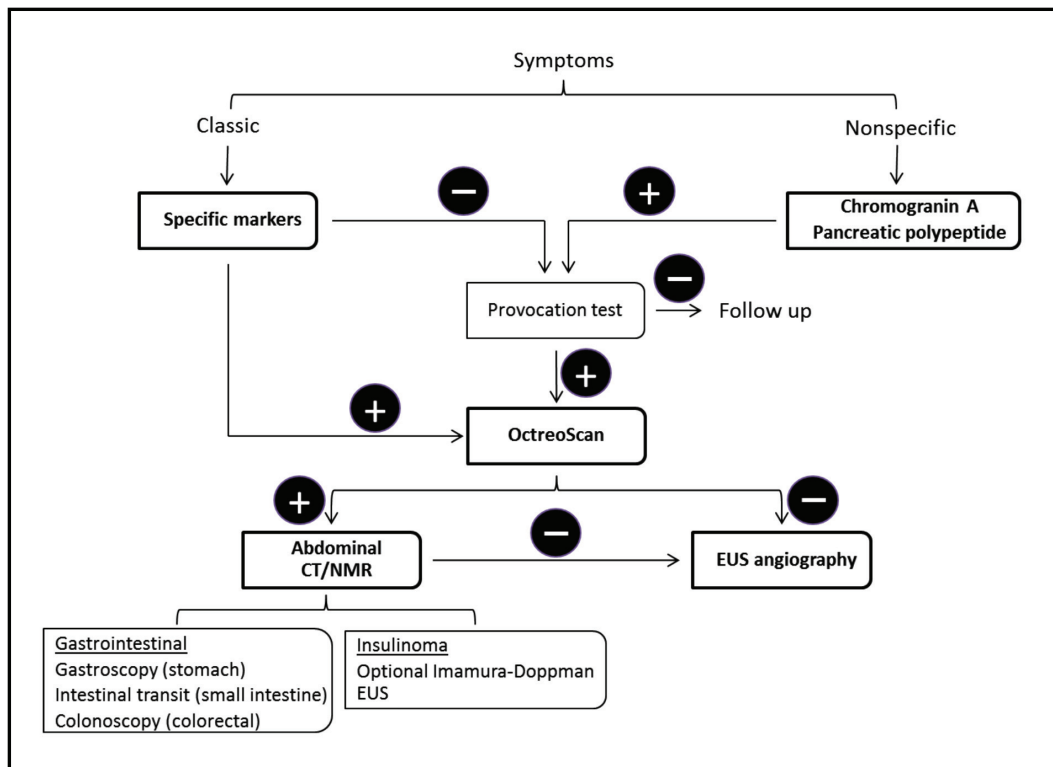 Symptoms
Classic
Nonspecific
−
+
Specific markers
Chromogranin A
Pancreatic polypeptide
−
Provocation test
Follow up
+
+
OctreoScan
+
−
−
Abdominal
CT/NMR
EUS angiography
Gastrointestinal
Gastroscopy (stomach)
Intestinal transit (small intestine)
Colonoscopy (colorectal)
Insulinoma
Optional Imamura-Doppman
EUS